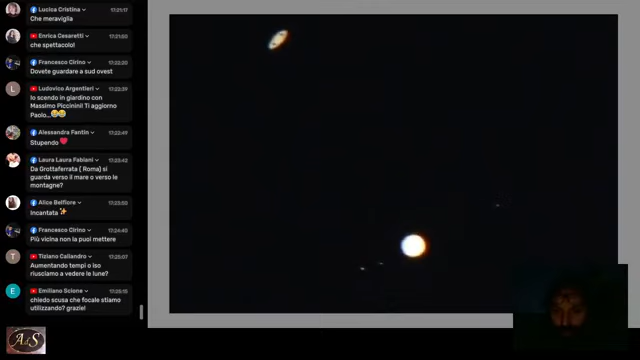 Lucica Cristina 17:21:17
Che meraviglia
Enrica Cesaretti 17:21:50
che spettacolo!
Francesco Cirino 17:22:20
Dovete guardare a sud ovest
L
Ludovico Argentieri 17:22:39
Io scendo in giardino con
Massimo Piccinini! Ti aggiorno
Paolo...😂😂
Alessandra Fantin 17:22:49
Stupendo❤️
Laura Laura Fabiani 17:23:42
Da Grottaferrata ( Roma) si
guarda verso il mare o verso le
montagne?
Alice Belfiore 17:23:50
Incantata ✨
Francesco Cirino 17:24:40
Più vicina non la puoi mettere
T
Tiziano Caliandro 17:25:07
Aumentando tempi o iso
riusciamo a vedere le lune?
E
Emiliano Scione 17:25:15
chiedo scusa che focale stiamo
utilizzando? grazie!
AdS